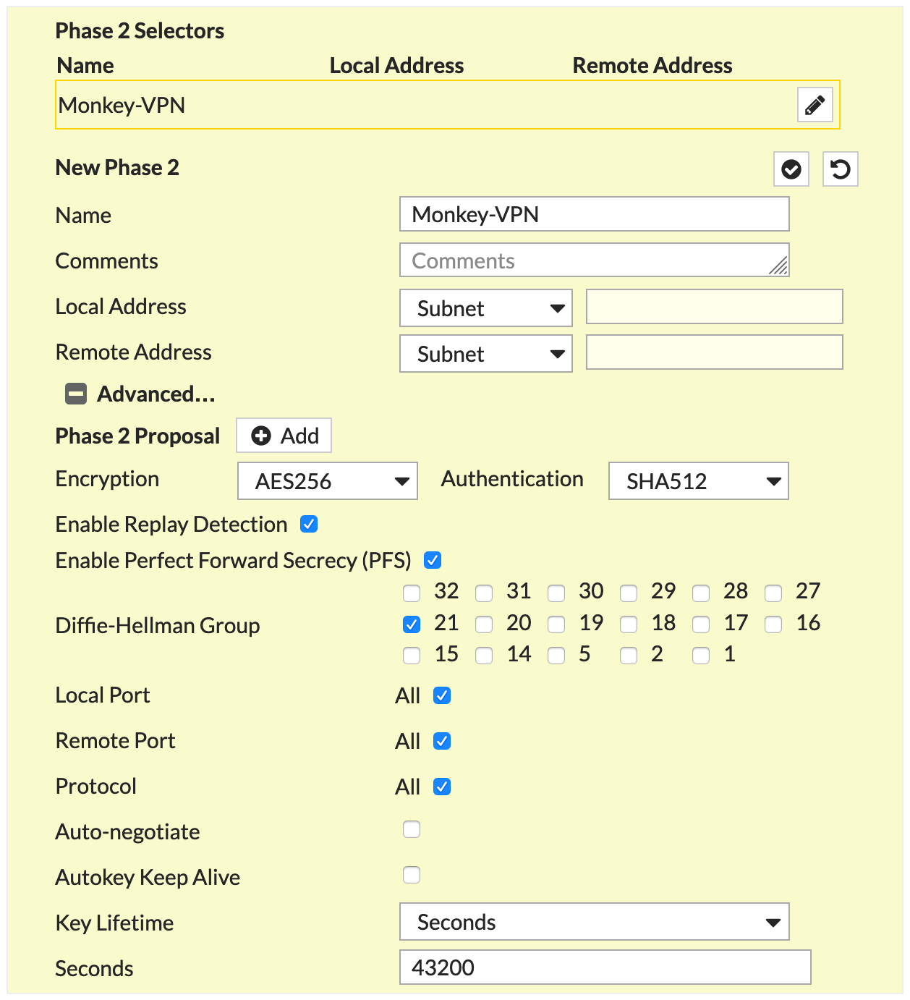 Phase 2 Selectors
Name Local Address Remote Address
Monkey-VPN
New Phase 2
Name Monkey-VPN
Comments Comments
Local Address Subnet
Remote Address Subnet
Advanced...
Phase 2 Proposal Add
Encryption AES256 Authentication SHA512
Enable Replay Detection
Enable Perfect Forward Secrecy (PFS)
32 31 30 29 28 27
Diffie-Hellman Group 21 20 19 18 17 16
15 14 5 2 1
Local Port All
Remote Port All
Protocol All
Auto-negotiate
Autokey Keep Alive
Key Lifetime Seconds
Seconds 43200